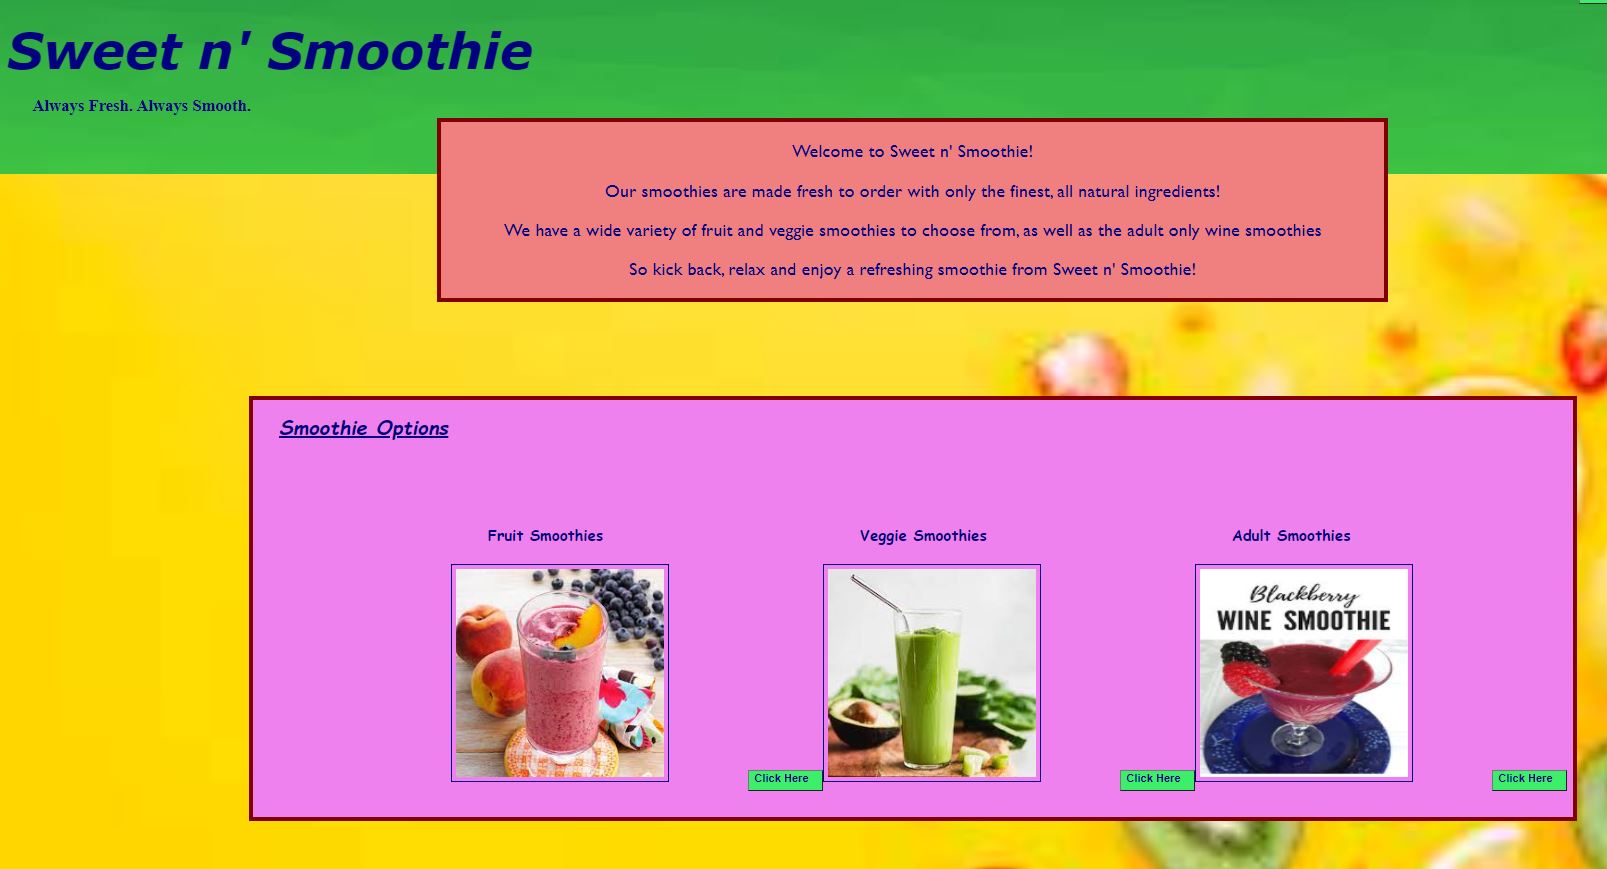 Sweet n' Smoothie
Always Fresh. Always Smooth.
Welcome to Sweet n' Smoothie!
Our smoothies are made fresh to order with only the finest, all natural ingredients!
We have a wide variety of fruit and veggie smoothies to choose from, as well as the adult only wine smoothies
So kick back, relax and enjoy a refreshing smoothie from Sweet n' Smoothie!
Smoothie Options
Fruit Smoothies
Veggie Smoothies
Adult Smoothies
Blackberry
WINE SMOOTHIE
Click Here
Click Here
Click Here